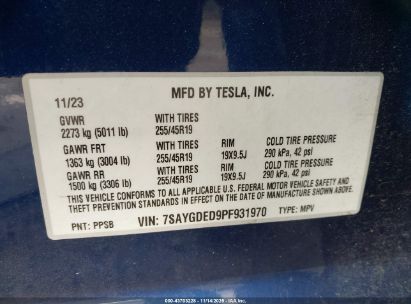 11/23 MFD BY TESLA, INC.
GVWR WITH TIRES
2273 kg (5011 lb) 255/45R19
GAWR FRT WITH TIRES RIM COLD TIRE PRESSURE
1363 kg (3004 lb) 255/45R19 19X9.5J 290 kPa, 42 psi
GAWR RR WITH TIRES RIM COLD TIRE PRESSURE
1500 kg (3306 lb) 255/45R19 19X9.5J 290 kPa, 42 psi
THIS VEHICLE CONFORMS TO ALL APPLICABLE U.S. FEDERAL MOTOR VEHICLE SAFETY AND
THEFT PREVENTION STANDARDS IN EFFECT ON THE DATE OF MANUFACTURE SHOWN ABOVE.
PNT: PPSB VIN: 7SAYGDED9PF931970 TYPE: MPV